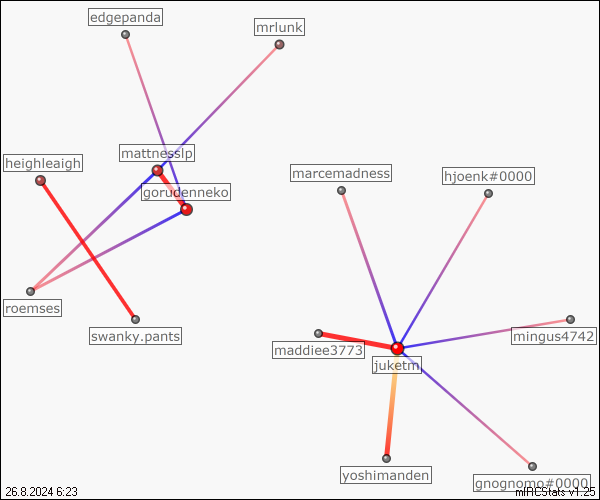 edgepanda
mrlunk
mattnesslp
heighleaigh
marcemadness
hjoenk#0000
gorudenneko
roemses
swanky.pants
mingus4742
maddiee3773
juketm
yoshimanden
gnognomo#0000
26.8.2024 6:23
mIRCStats v1.25